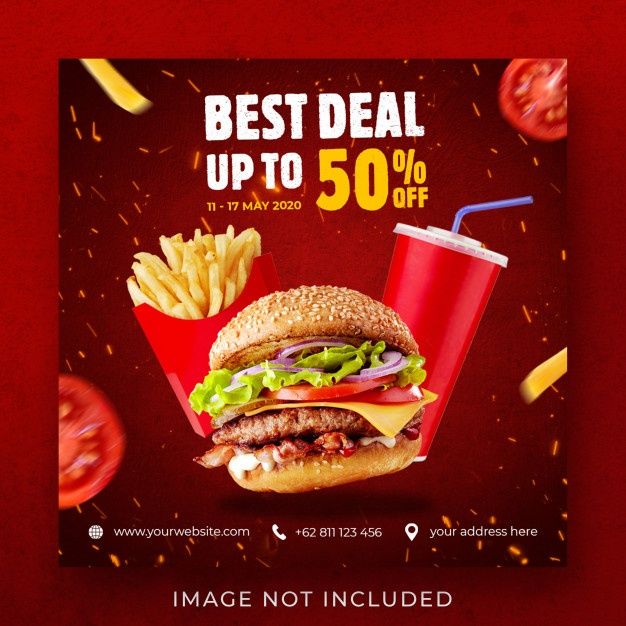 BEST DEAL
UP TO 50% OFF
11 - 17 MAY 2020
www.yourwebsite.com
+62 811 123 456
your address here
IMAGE NOT INCLUDED